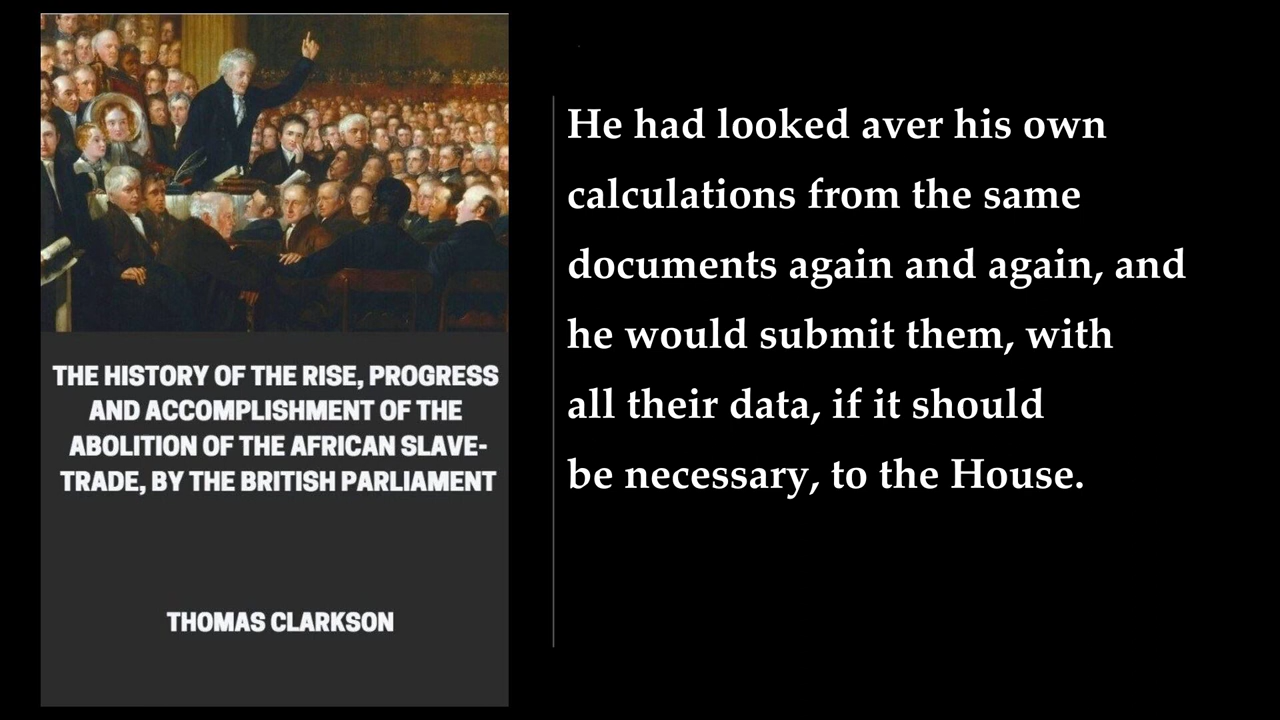 THE HISTORY OF THE RISE, PROGRESS
AND ACCOMPLISHMENT OF THE
ABOLITION OF THE AFRICAN SLAVE-
TRADE, BY THE BRITISH PARLIAMENT
THOMAS CLARKSON
He had looked aver his own
calculations from the same
documents again and again, and
he would submit them, with
all their data, if it should
be necessary, to the House.